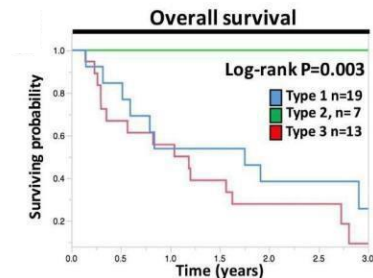 Overall survival
Log-rank P=0.003
Type 1 n=19
Type 2, n= 7
Type 3 n=13
Surviving probability
1.0
0.8
0.6
0.4
0.2
0.0
0.5
1.0
1.5
2.0
2.5
3.0
Time (years)